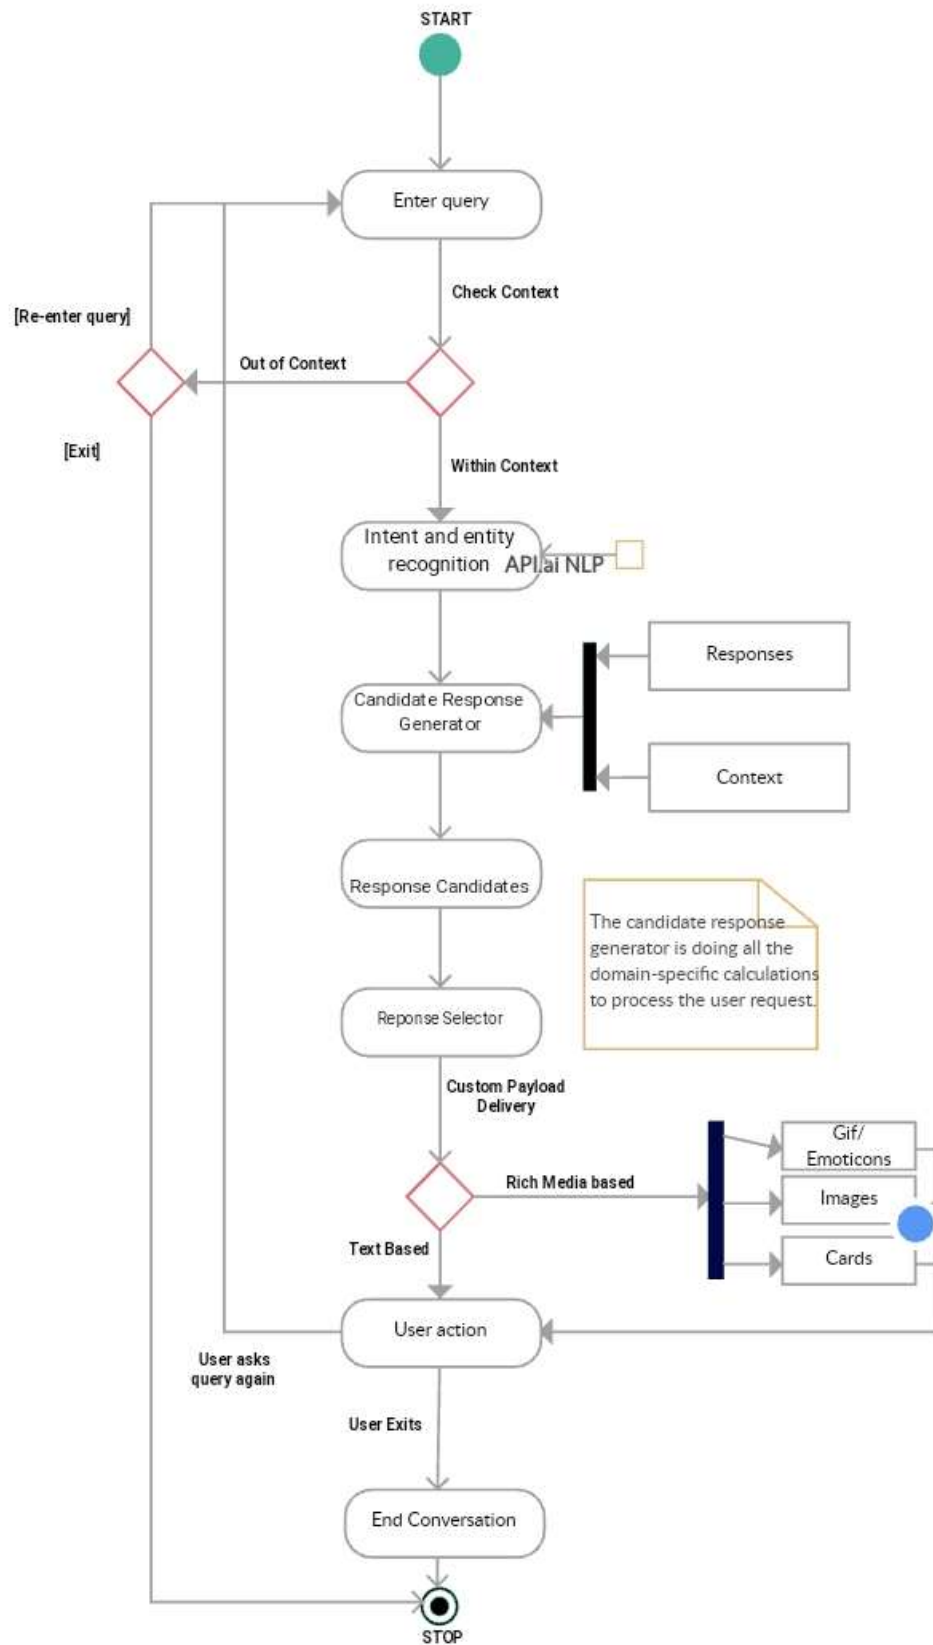 START
Enter query
Check Context
[Re-enter query]
Out of Context
[Exit]
Within Context
Intent and entity
recognition
API.ai NLP
Responses
Candidate Response
Generator
Context
Response Candidates
The candidate response
generator is doing all the
domain-specific calculations
to process the user request.
Reponse Selector
Custom Payload
Delivery
Gif/
Emoticons
Rich Media based
Images
Text Based
Cards
User action
User asks
query again
User Exits
End Conversation
STOP